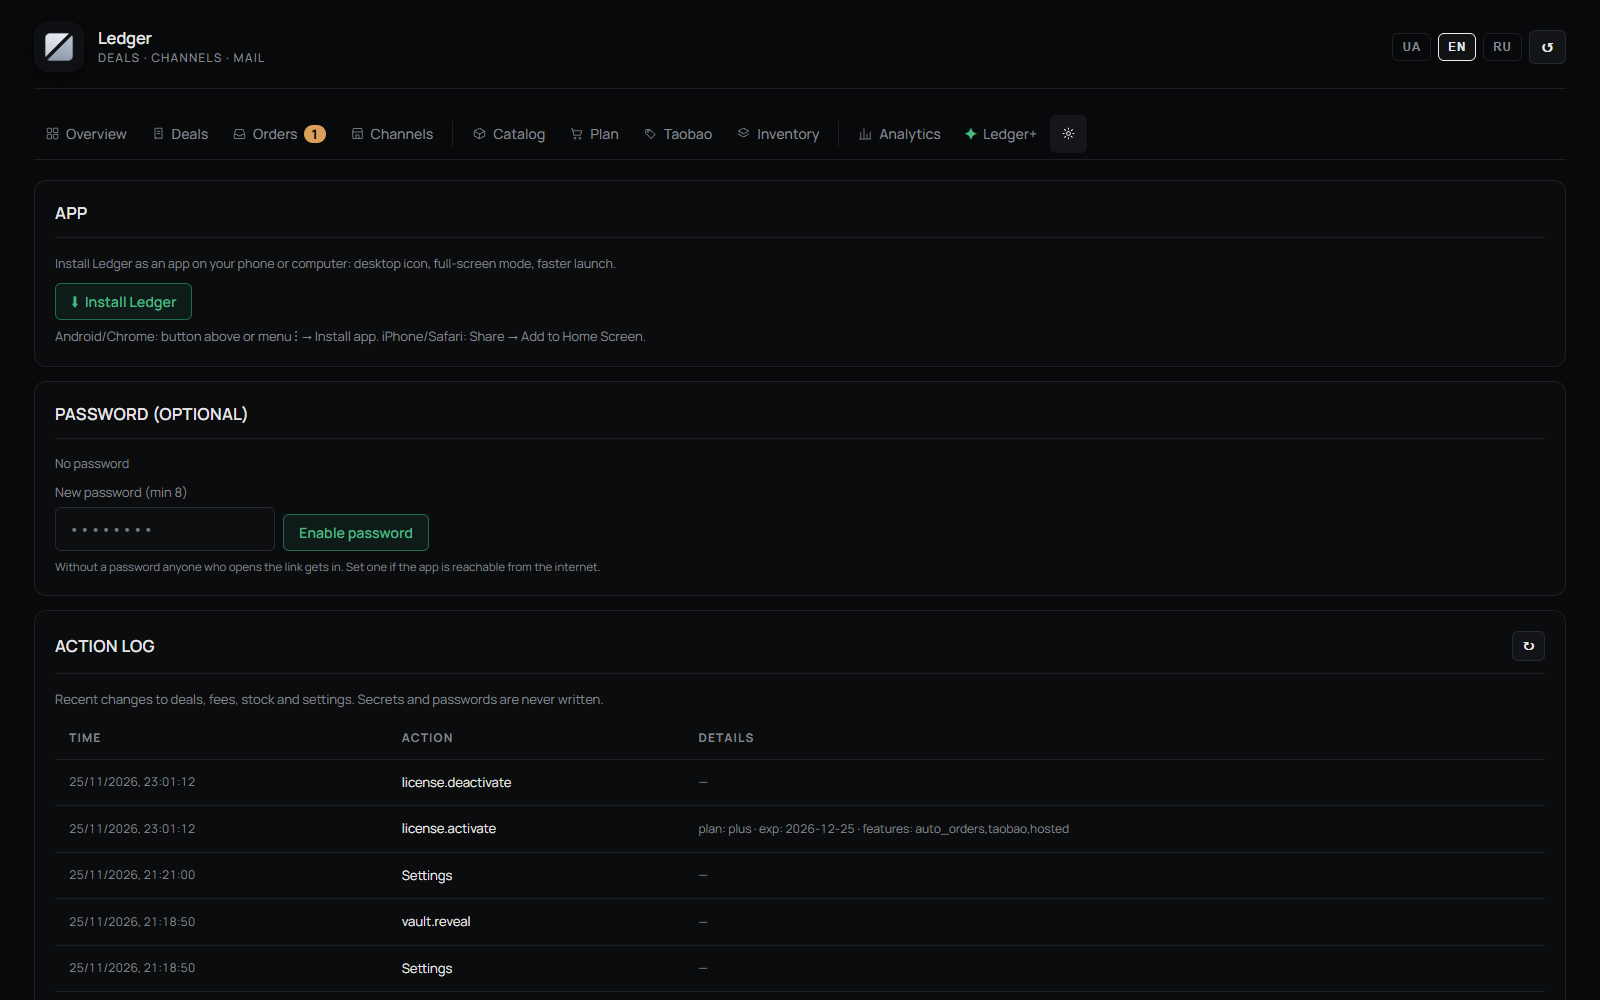 Ledger
DEALS · CHANNELS · MAIL
UA EN RU
Overview Deals Orders 1 Channels Catalog Plan Taobao Inventory Analytics Ledger+
APP
Install Ledger as an app on your phone or computer: desktop icon, full-screen mode, faster launch.
⬇ Install Ledger
Android/Chrome: button above or menu ⋮ → Install app. iPhone/Safari: Share → Add to Home Screen.
PASSWORD (OPTIONAL)
No password
New password (min 8)
••••••••
Enable password
Without a password anyone who opens the link gets in. Set one if the app is reachable from the internet.
ACTION LOG
Recent changes to deals, fees, stock and settings. Secrets and passwords are never written.
TIME ACTION DETAILS
25/11/2026, 23:01:12 license.deactivate —
25/11/2026, 23:01:12 license.activate plan: plus · exp: 2026-12-25 · features: auto_orders,taobao,hosted
25/11/2026, 21:21:00 Settings —
25/11/2026, 21:18:50 vault.reveal —
25/11/2026, 21:18:50 Settings —